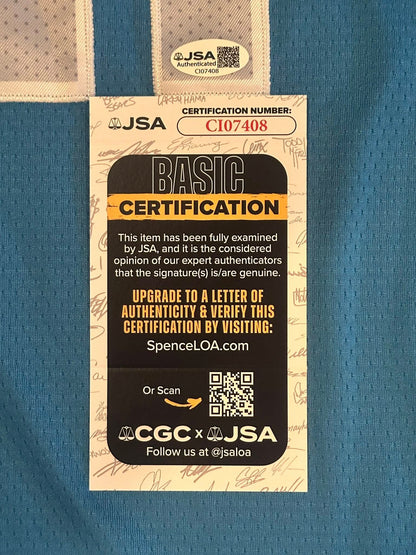 JSA
Authenticated
CI07408
LARRY HAMA
JSA
CERTIFICATION NUMBER:
CI07408
BASIC
CERTIFICATION
This item has been fully examined
by JSA, and it is the considered
opinion of our expert authenticators
that the signature(s) is/are genuine.
UPGRADE TO A LETTER OF
AUTHENTICITY & VERIFY THIS
CERTIFICATION BY VISITING:
SpenceLOA.com
Or Scan
CGC x JSA
Follow us at @jsaloa